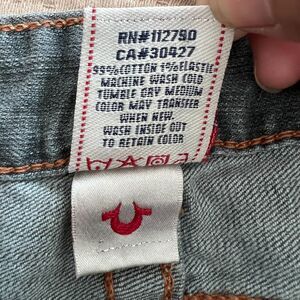 RN#112790
CA#30427
99%COTTON 1%ELASTIC
MACHINE WASH COLD
TUMBLE DRY MEDIUM
COLOR MAY TRANSFER
WHEN NEW.
WASH INSIDE OUT
TO RETAIN COLOR